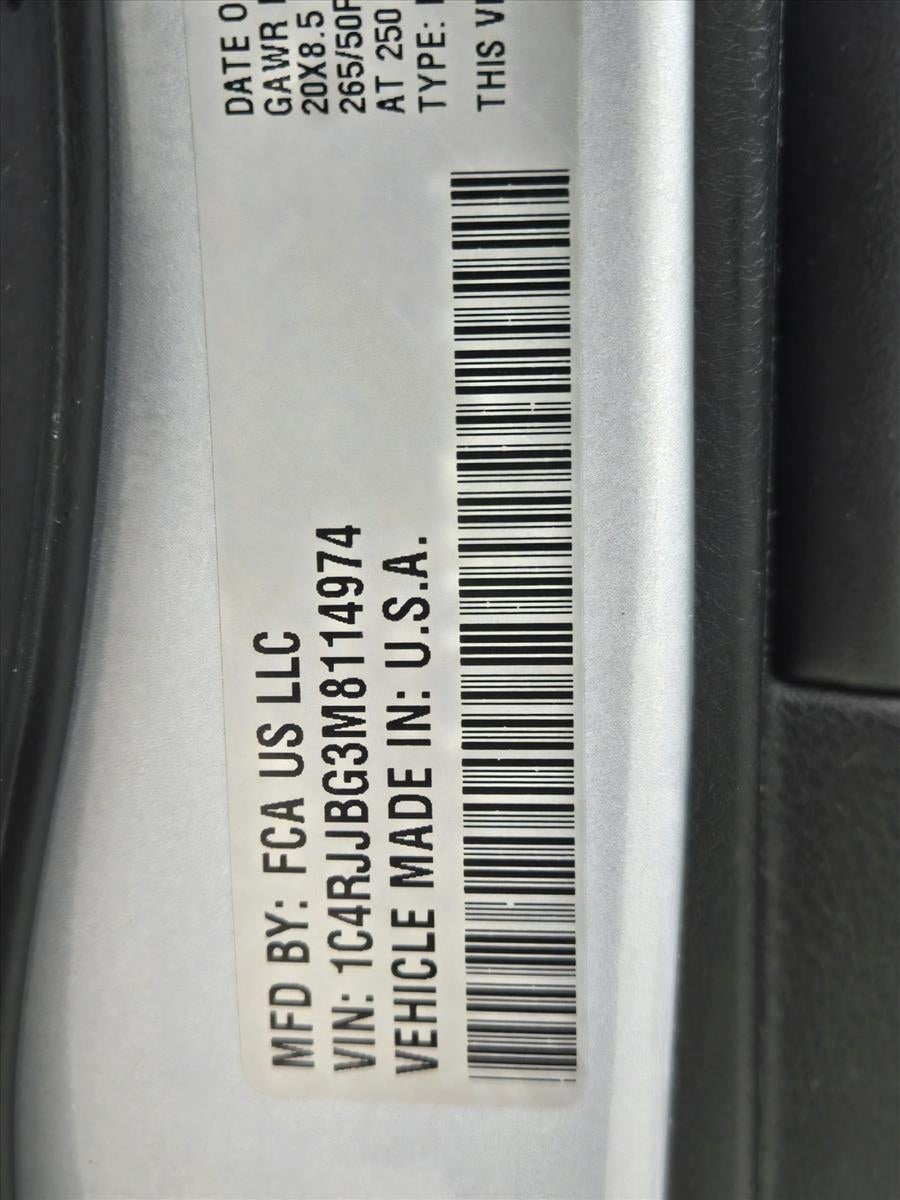 MFD BY: FCA US LLC
VIN: 1C4RJJBG3M8114974
VEHICLE MADE IN: U.S.A.
DATE O
GAWR
20X8.5
265/50
AT 250
TYPE:
THIS